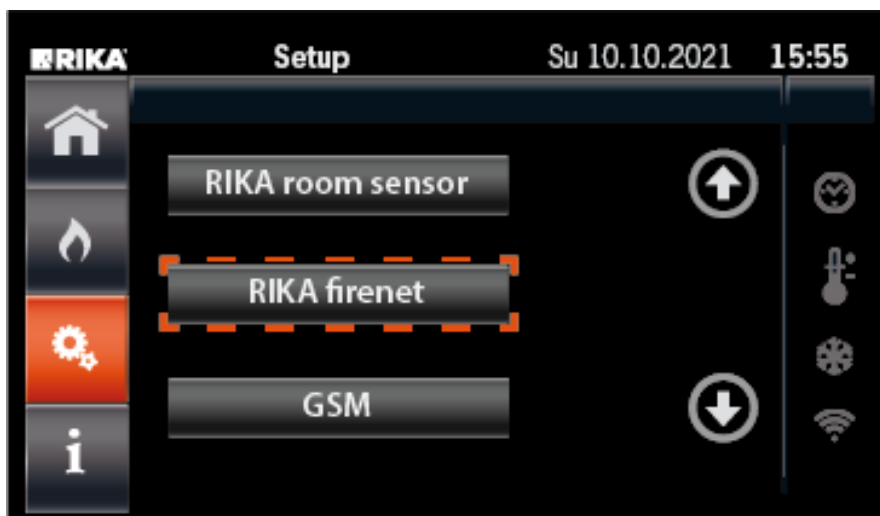 RIKA Setup Su 10.10.2021 15:55
RIKA room sensor
RIKA firenet
GSM
i